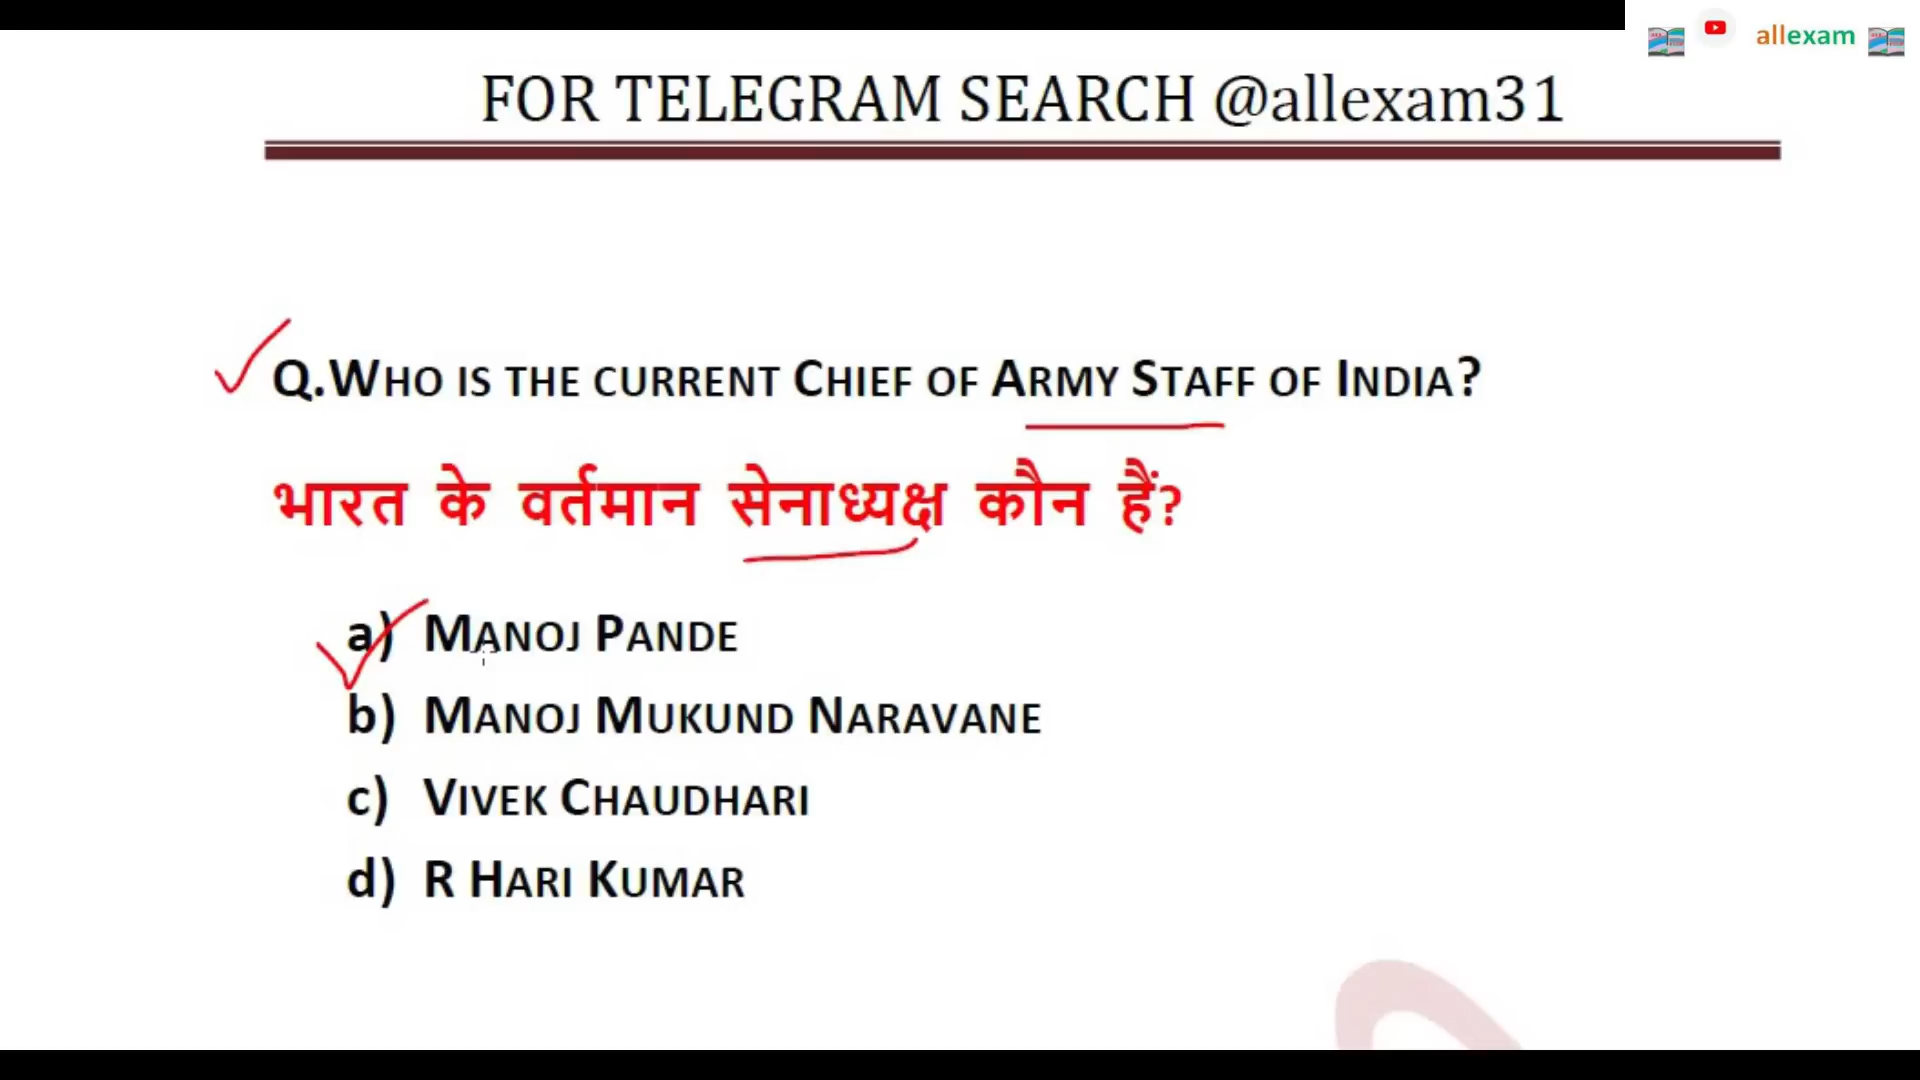 allexam
FOR TELEGRAM SEARCH @allexam31
Q.WHO IS THE CURRENT CHIEF OF ARMY STAFF OF INDIA?
भारत के वर्तमान सेनाध्यक्ष कौन हैं?
a) MANOJ PANDE
b) MANOJ MUKUND NARAVANE
c) VIVEK CHAUDHARI
d) R HARI KUMAR